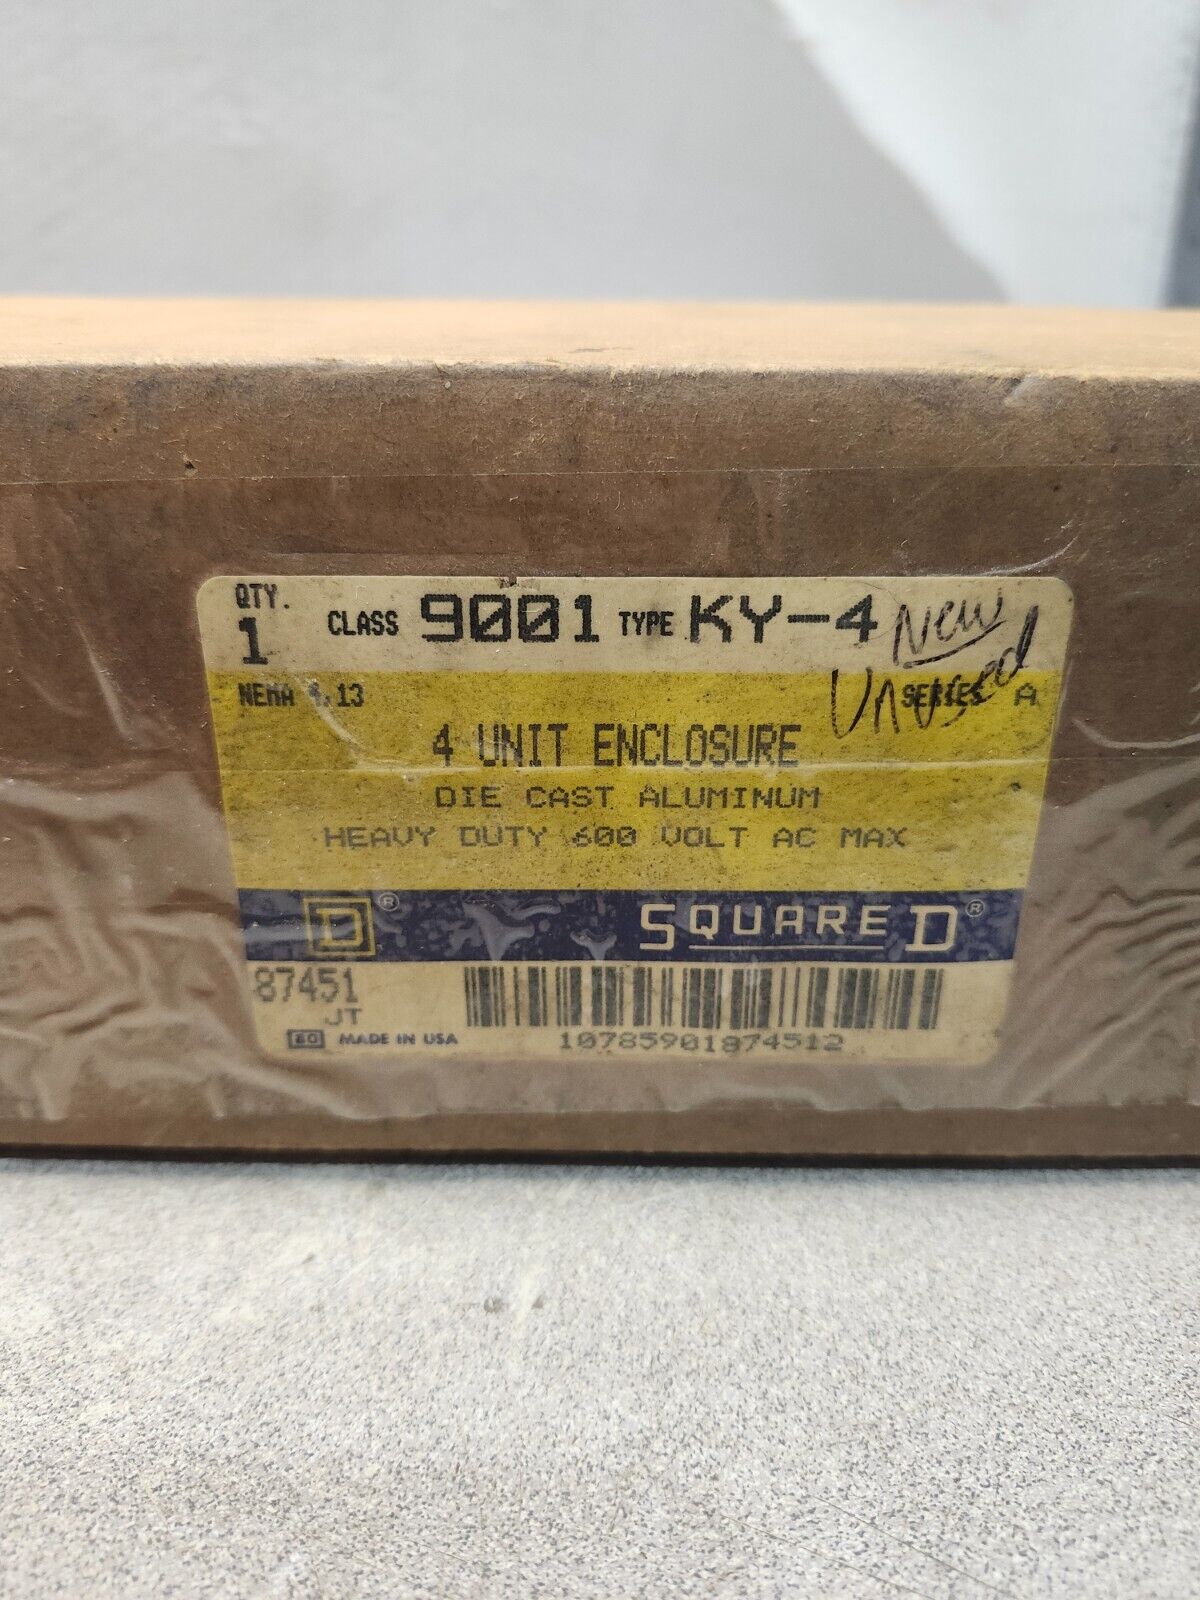 QTY.
1
CLASS 9001 TYPE KY-4 New
Unused
NEMA 4,13 SERIES A
4 UNIT ENCLOSURE
DIE CAST ALUMINUM
HEAVY DUTY 600 VOLT AC MAX
D® SQUARE D®
87451
JT
80 MADE IN USA
10785901874512